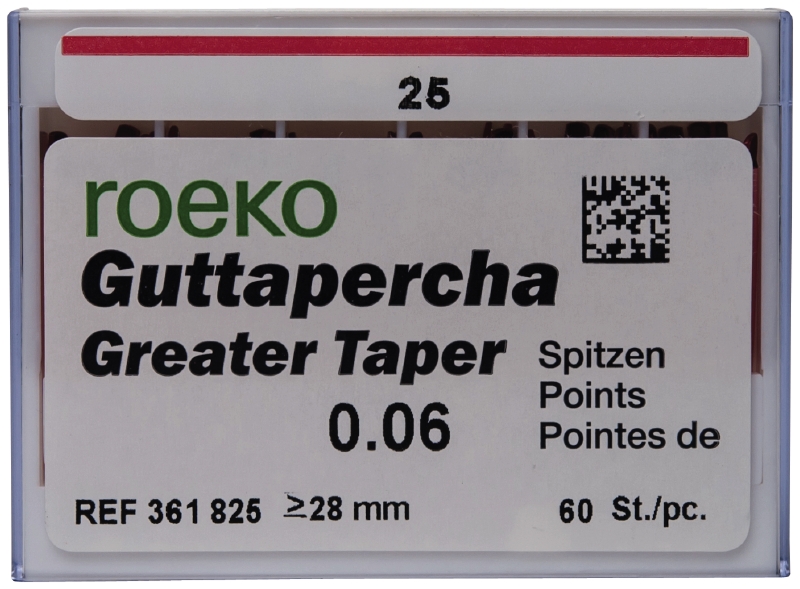 25
roeko
Guttapercha
Greater Taper
0.06
Spitzen
Points
Pointes de
REF 361 825 ≥28 mm 60 St./pc.